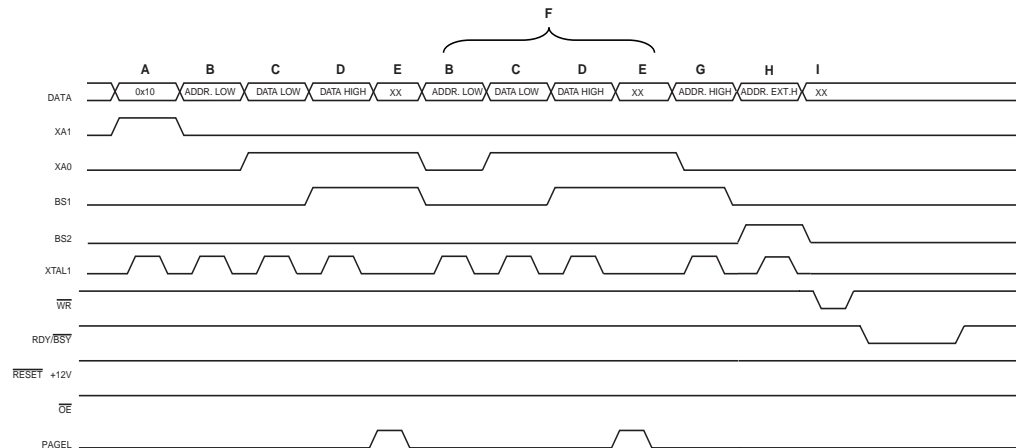 F
A B C D E B C D E G H I
DATA 0x10 ADDR. LOW DATA LOW DATA HIGH XX ADDR. LOW DATA LOW DATA HIGH XX ADDR. HIGH ADDR. EXT.H XX
XA1
XA0
BS1
BS2
XTAL1
WR
RDY/BSY
RESET +12V
OE
PAGEL